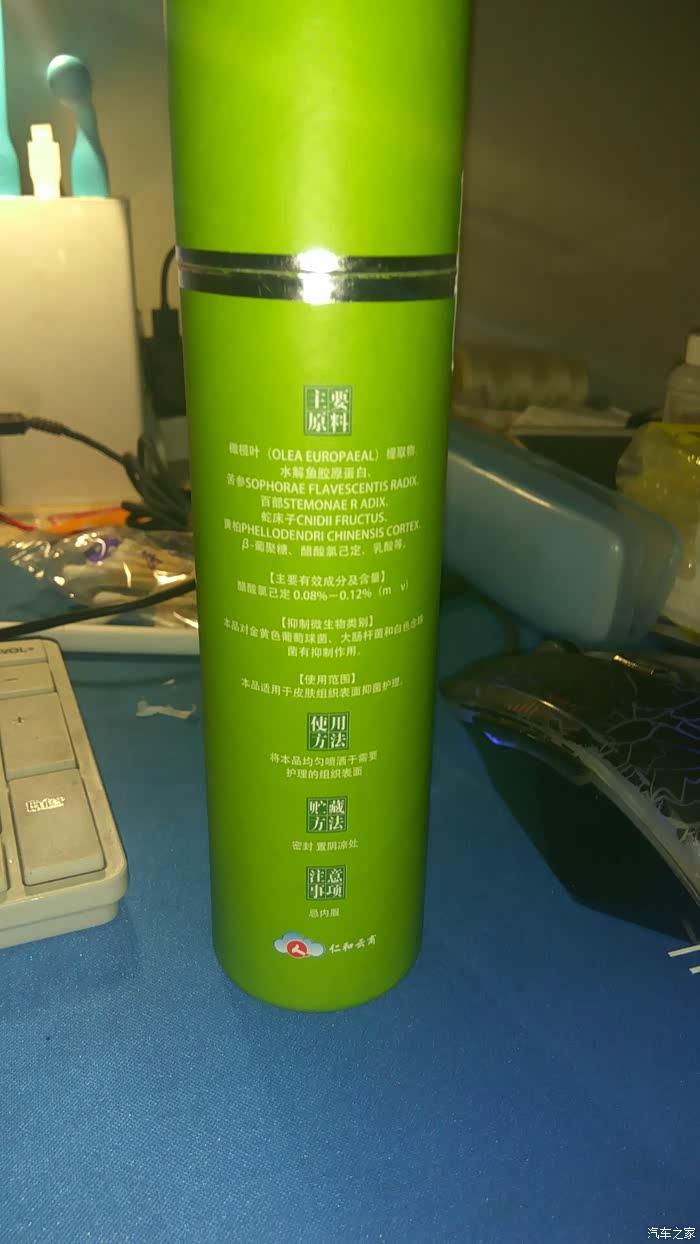 主要
原料
橄榄叶（OLEA EUROPAEAL）提取物、
水解鱼胶原蛋白、
苦参SOPHORAE FLAVESCENTIS RADIX、
百部STEMONAE R ADIX、
蛇床子CNIDII FRUCTUS、
黄柏PHELLODENDRI CHINENSIS CORTEX、
β-葡聚糖、醋酸氯己定、乳酸等。
【主要有效成分及含量】
醋酸氯己定 0.08%－0.12%（m v）
【抑制微生物类别】
本品对金黄色葡萄球菌、大肠杆菌和白色念珠
菌有抑制作用。
【使用范围】
本品适用于皮肤组织表面抑菌护理。
使用
方法
将本品均匀喷洒于需要
护理的组织表面
贮藏
方法
密封 置阴凉处
注意
事项
忌内服
仁和云商
VOL+
汽车之家